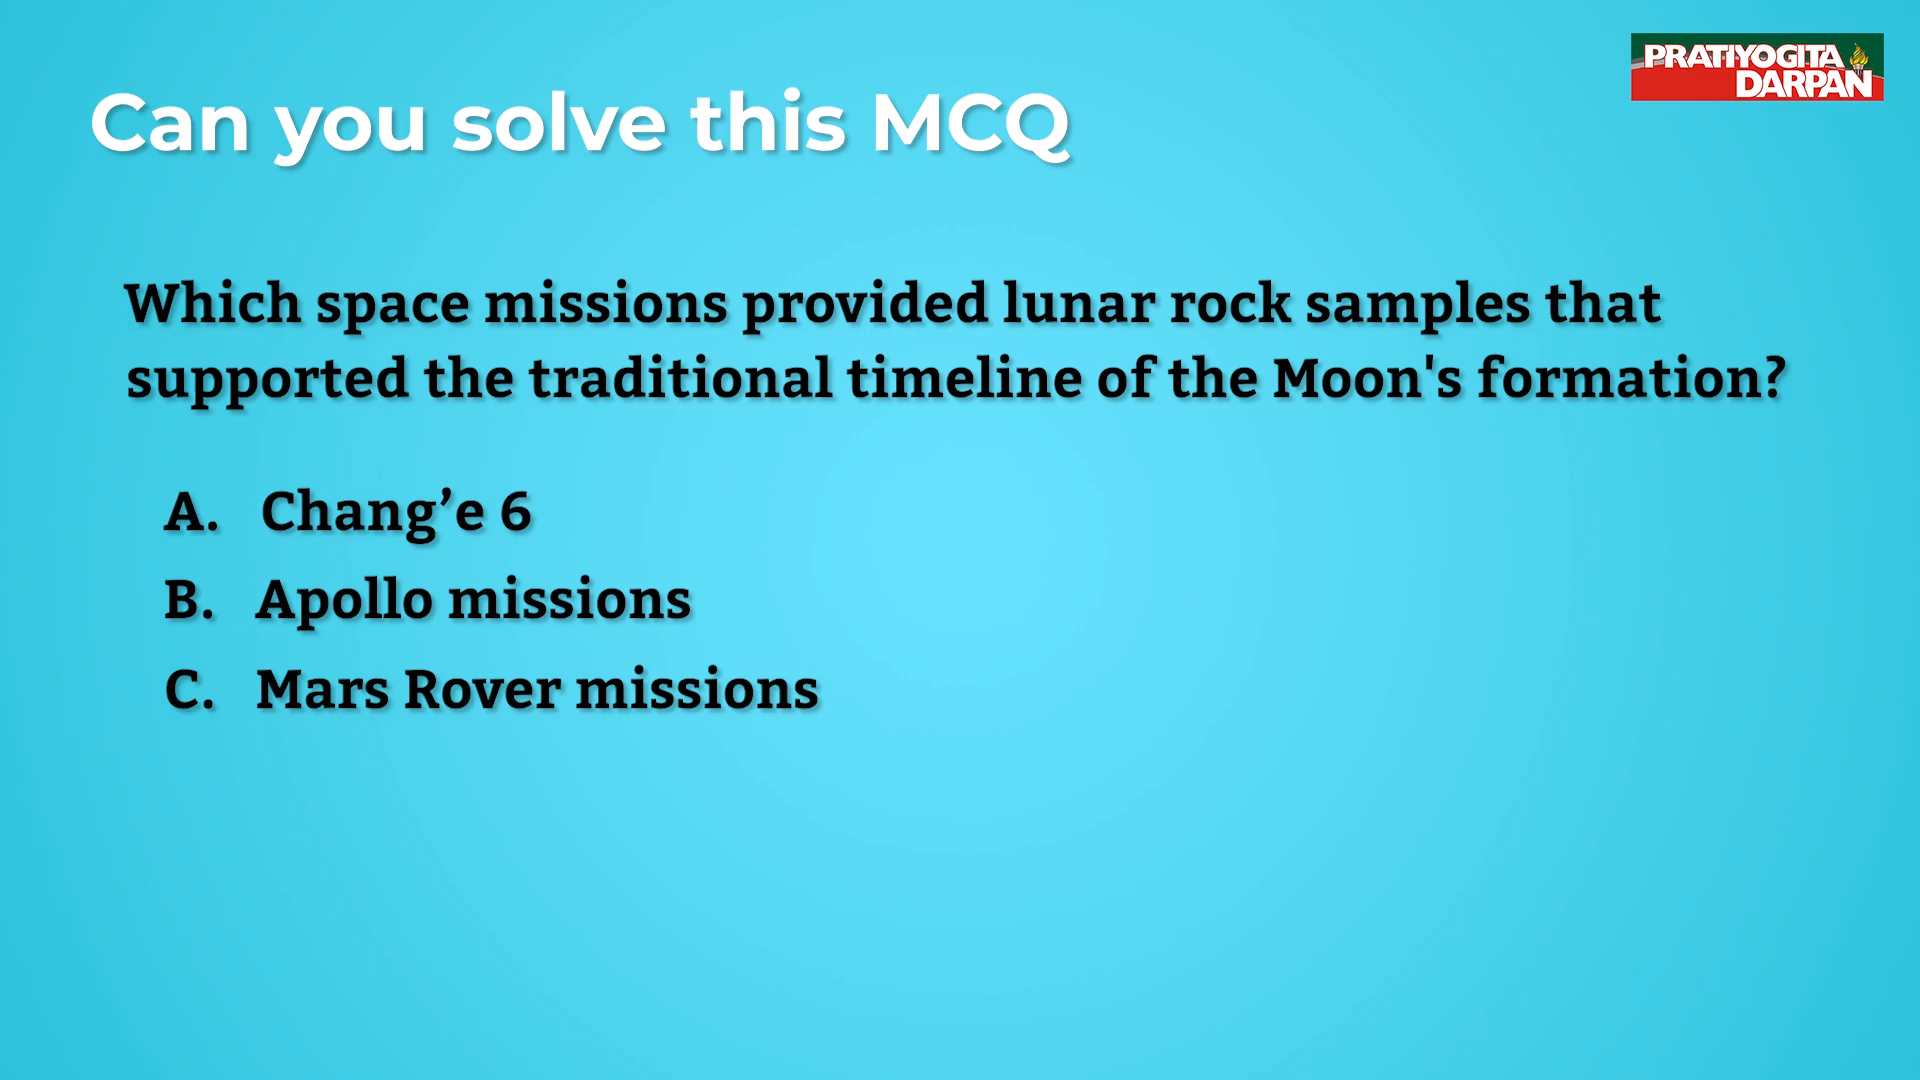 PRATIYOGITA
DARPAN
Can you solve this MCQ
Which space missions provided lunar rock samples that
supported the traditional timeline of the Moon's formation?
A. Chang’e 6
B. Apollo missions
C. Mars Rover missions